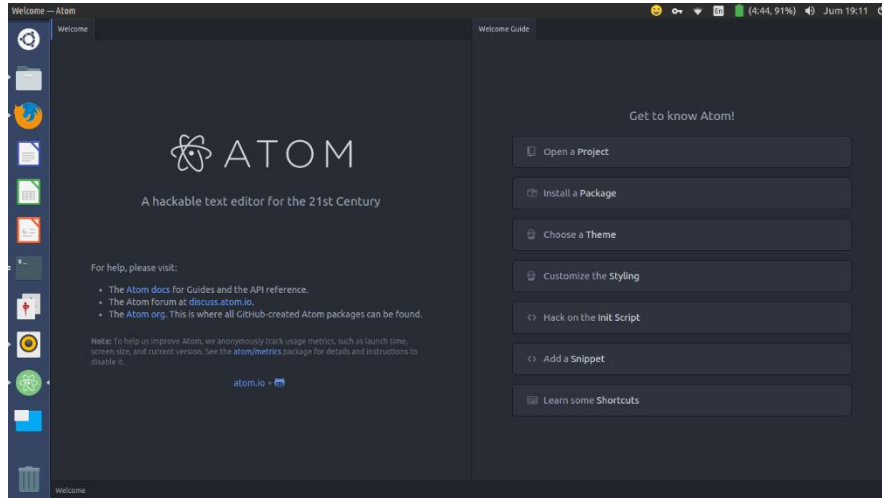 Welcome — Atom
En (4:44, 91%) Jum 19:11
Welcome
Welcome Guide
ATOM
A hackable text editor for the 21st Century
For help, please visit:
• The Atom docs for Guides and the API reference.
• The Atom forum at discuss.atom.io.
• The Atom org. This is where all GitHub-created Atom packages can be found.
Note: To help us improve Atom, we anonymously track usage metrics, such as launch time,
screen size, and current version. See the atom/metrics package for details and instructions to
disable it.
atom.io ×
Get to know Atom!
Open a Project
Install a Package
Choose a Theme
Customize the Styling
Hack on the Init Script
Add a Snippet
Learn some Shortcuts
Welcome